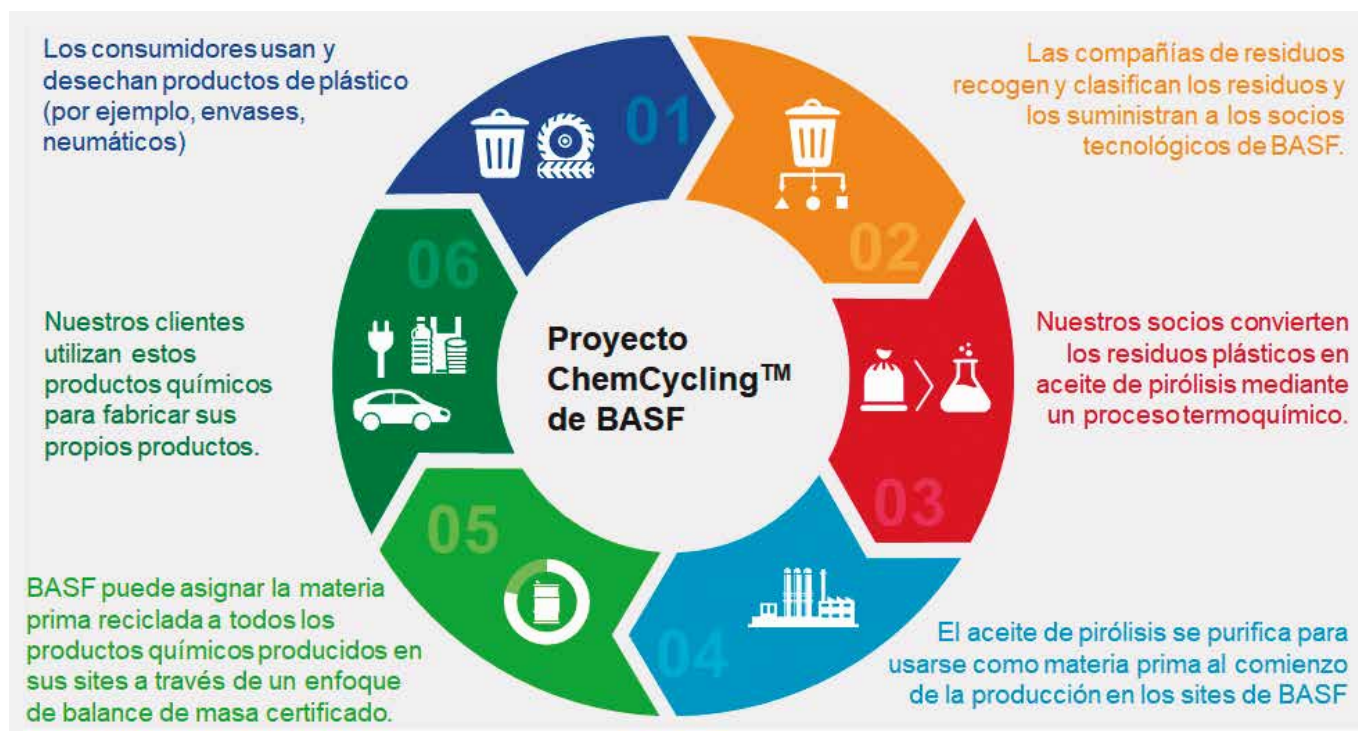 Los consumidores usan y
desechan productos de plástico
(por ejemplo, envases,
neumáticos)
01
Las compañías de residuos
recogen y clasifican los residuos y
los suministran a los socios
tecnológicos de BASF.
02
Nuestros socios convierten
los residuos plásticos en
aceite de pirólisis mediante
un proceso termoquímico.
03
El aceite de pirólisis se purifica para
usarse como materia prima al comienzo
de la producción en los sites de BASF
04
BASF puede asignar la materia
prima reciclada a todos los
productos químicos producidos en
sus sites a través de un enfoque
de balance de masa certificado.
05
Nuestros clientes
utilizan estos
productos químicos
para fabricar sus
propios productos.
06
Proyecto
ChemCycling™
de BASF